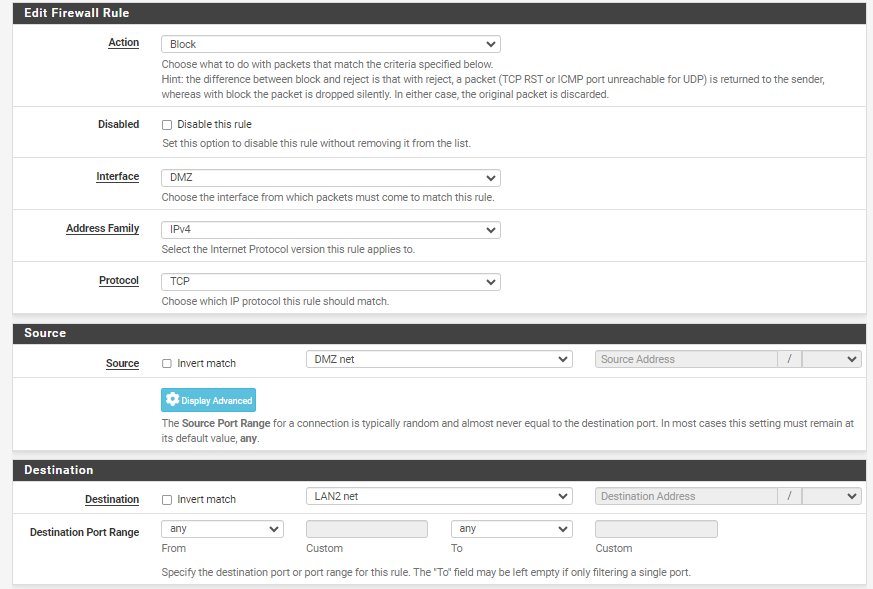 Edit Firewall Rule
Action
Block
Choose what to do with packets that match the criteria specified below.
Hint: the difference between block and reject is that with reject, a packet (TCP RST or ICMP port unreachable for UDP) is returned to the sender,
whereas with block the packet is dropped silently. In either case, the original packet is discarded.
Disabled
Disable this rule
Set this option to disable this rule without removing it from the list.
Interface
DMZ
Choose the interface from which packets must come to match this rule.
Address Family
IPv4
Select the Internet Protocol version this rule applies to.
Protocol
TCP
Choose which IP protocol this rule should match.
Source
Source
Invert match
DMZ net
Source Address
/
Display Advanced
The Source Port Range for a connection is typically random and almost never equal to the destination port. In most cases this setting must remain at
its default value, any.
Destination
Destination
Invert match
LAN2 net
Destination Address
/
Destination Port Range
any
any
From
Custom
To
Custom
Specify the destination port or port range for this rule. The "To" field may be left empty if only filtering a single port.